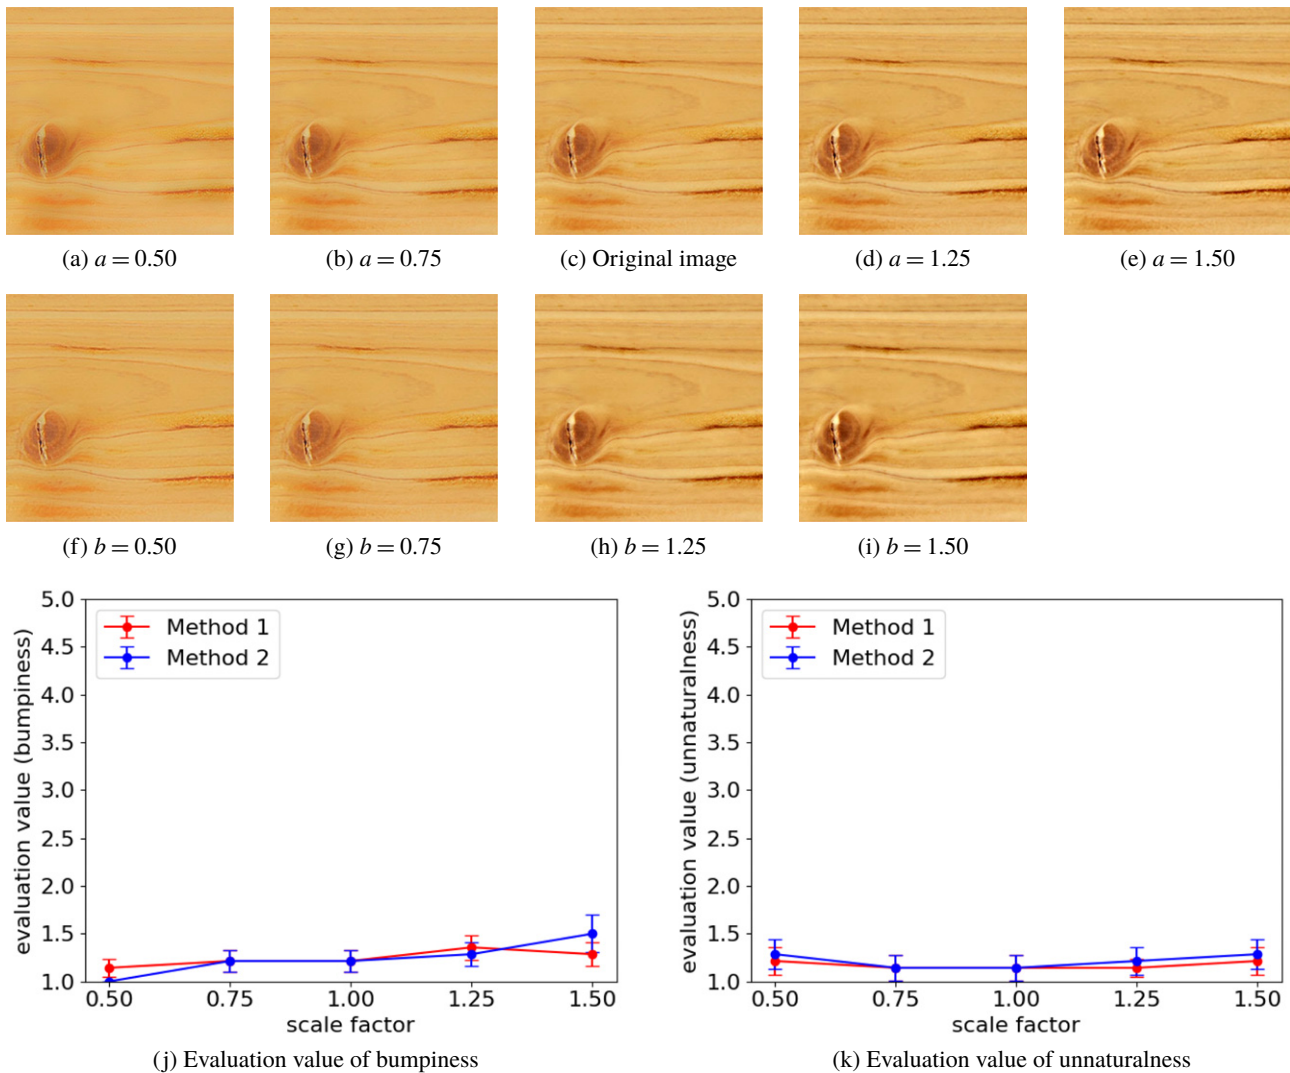 (a) a = 0.50
(b) a = 0.75
(c) Original image
(d) a = 1.25
(e) a = 1.50
(f) b = 0.50
(g) b = 0.75
(h) b = 1.25
(i) b = 1.50
evaluation value (bumpiness)
5.0
4.5
4.0
3.5
3.0
2.5
2.0
1.5
1.0
Method 1
Method 2
0.50 0.75 1.00 1.25 1.50
scale factor
(j) Evaluation value of bumpiness
evaluation value (unnaturalness)
5.0
4.5
4.0
3.5
3.0
2.5
2.0
1.5
1.0
Method 1
Method 2
0.50 0.75 1.00 1.25 1.50
scale factor
(k) Evaluation value of unnaturalness